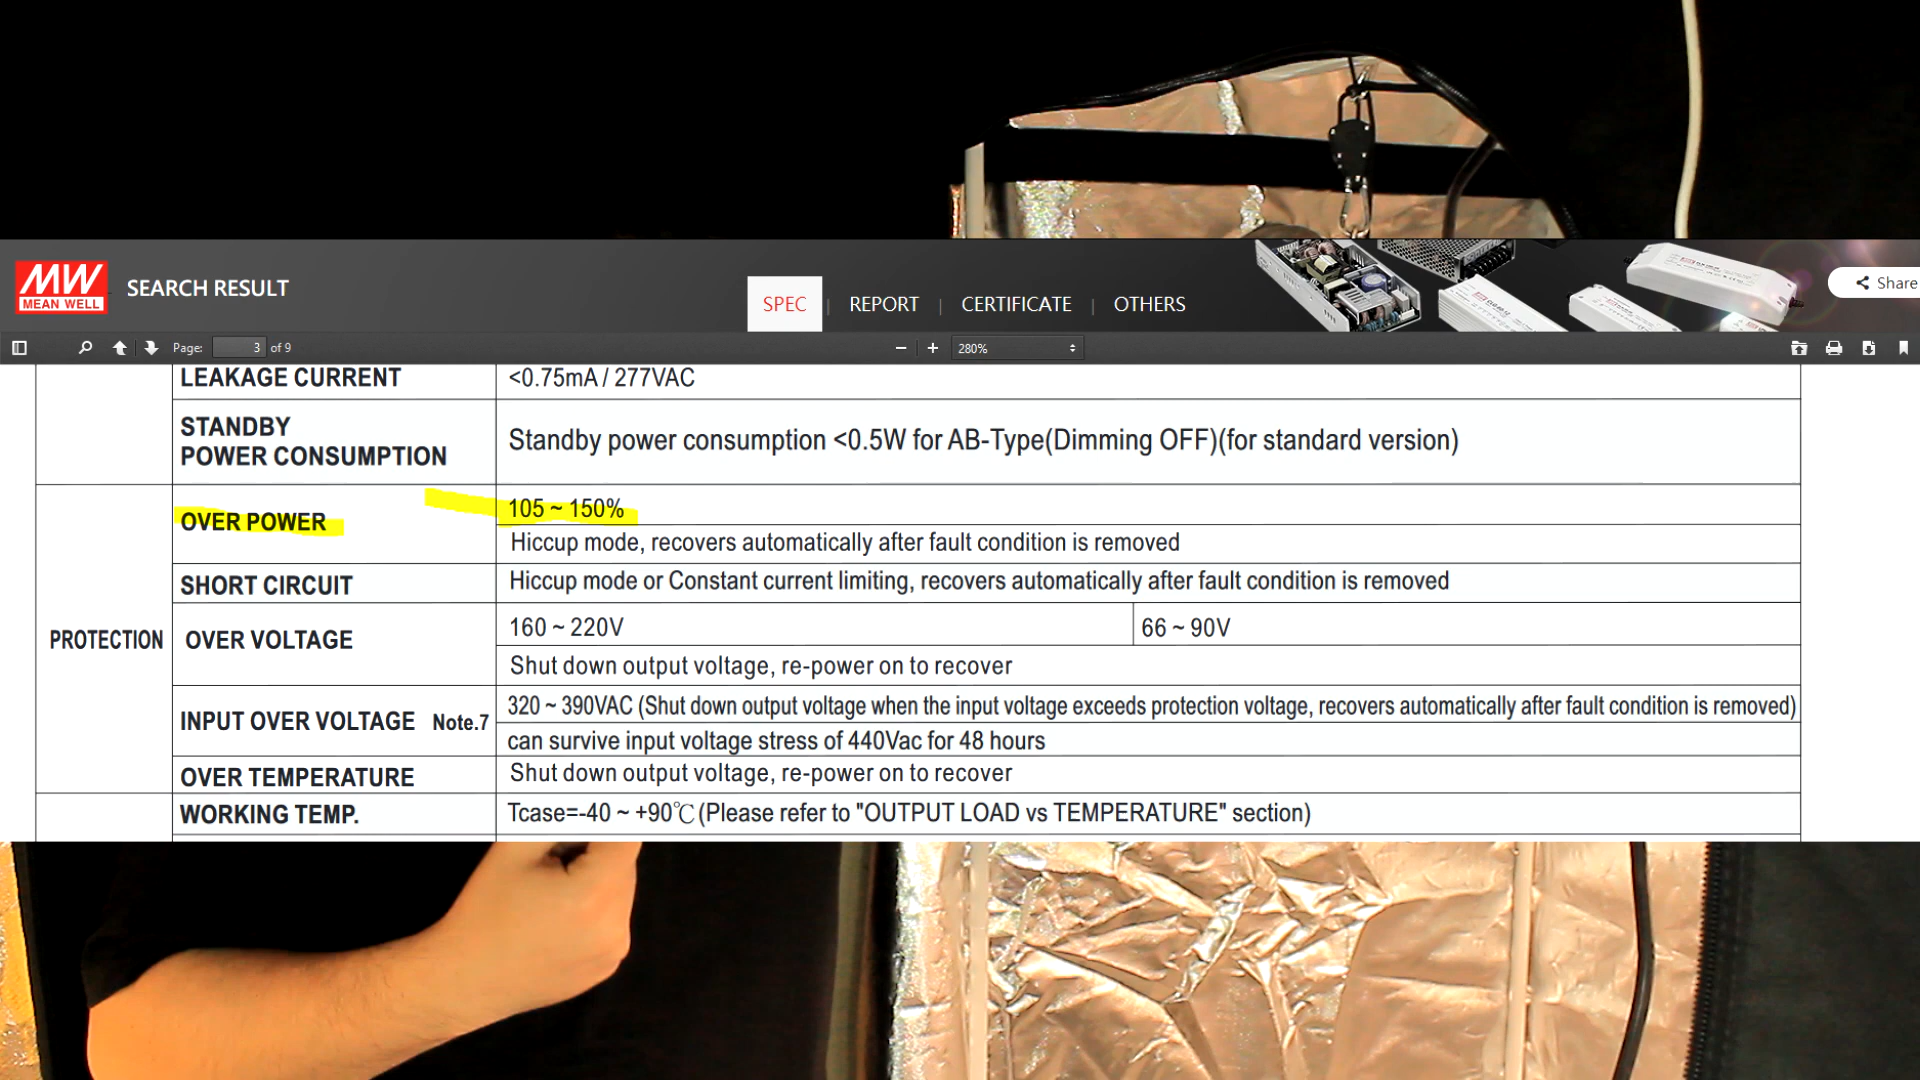 MW
MEAN WELL
SEARCH RESULT
SPEC | REPORT | CERTIFICATE | OTHERS
Share
Page: 3 of 9
280%
LEAKAGE CURRENT <0.75mA / 277VAC
STANDBY
POWER CONSUMPTION
Standby power consumption <0.5W for AB-Type(Dimming OFF)(for standard version)
PROTECTION
OVER POWER
105 ~ 150%
Hiccup mode, recovers automatically after fault condition is removed
SHORT CIRCUIT
Hiccup mode or Constant current limiting, recovers automatically after fault condition is removed
OVER VOLTAGE
160 ~ 220V 66 ~ 90V
Shut down output voltage, re-power on to recover
INPUT OVER VOLTAGE Note.7
320 ~ 390VAC (Shut down output voltage when the input voltage exceeds protection voltage, recovers automatically after fault condition is removed)
can survive input voltage stress of 440Vac for 48 hours
OVER TEMPERATURE
Shut down output voltage, re-power on to recover
WORKING TEMP.
Tcase=-40 ~ +90℃(Please refer to "OUTPUT LOAD vs TEMPERATURE" section)